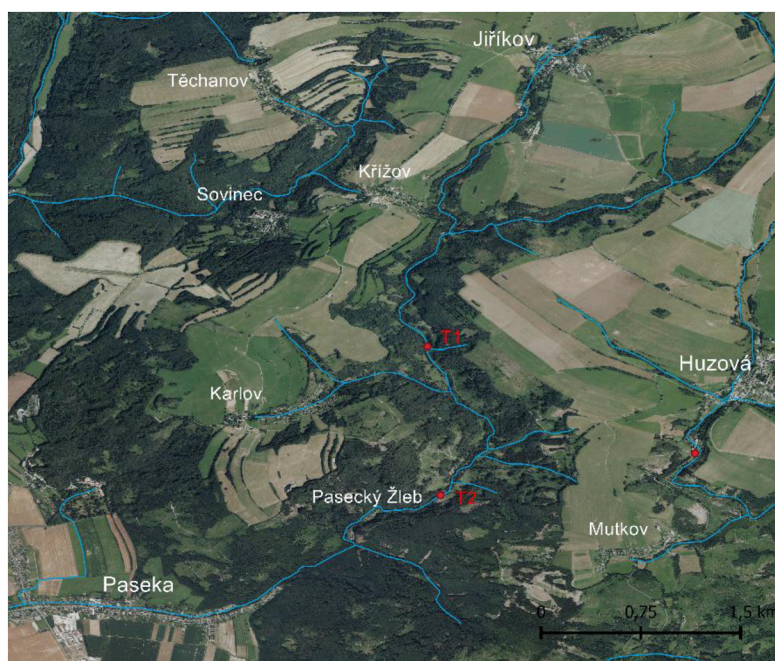 Jiříkov
Těchanov
Křížov
Sovinec
T1
Huzová
Karlov
Pasecký Žleb
T2
Mutkov
Paseka
0 0,75 1,5 km